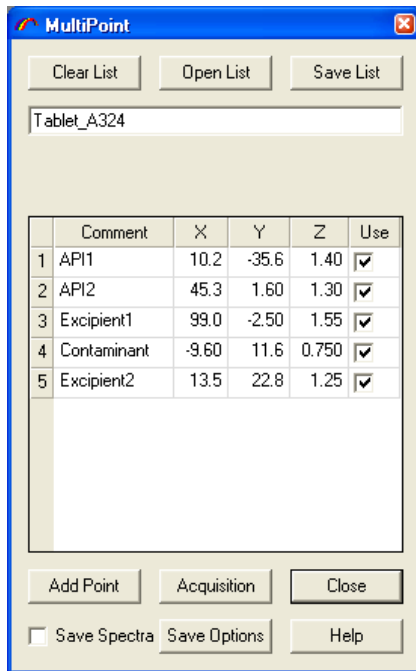 MultiPoint
Clear List Open List Save List
Tablet_A324
Comment X Y Z Use
1 API1 10.2 -35.6 1.40
2 API2 45.3 1.60 1.30
3 Excipient1 99.0 -2.50 1.55
4 Contaminant -9.60 11.6 0.750
5 Excipient2 13.5 22.8 1.25
Add Point Acquisition Close
Save Spectra Save Options Help